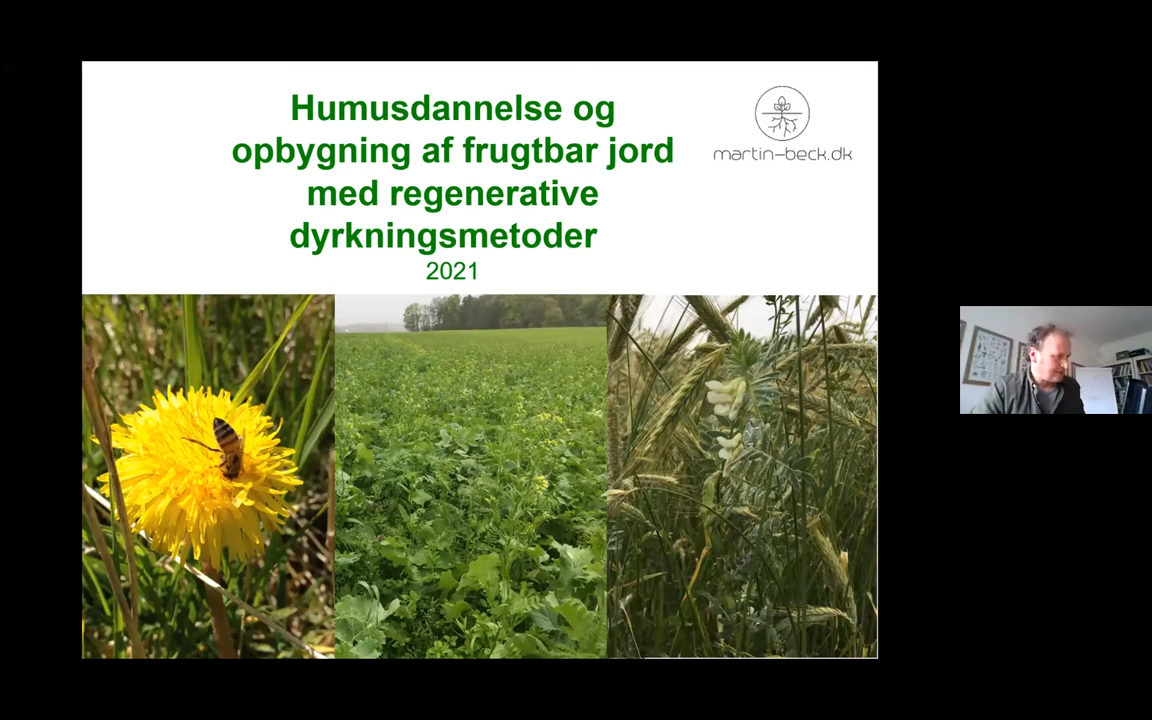 Humusdannelse og
opbygning af frugtbar jord
med regenerative
dyrkningsmetoder
2021
martin-beck.dk